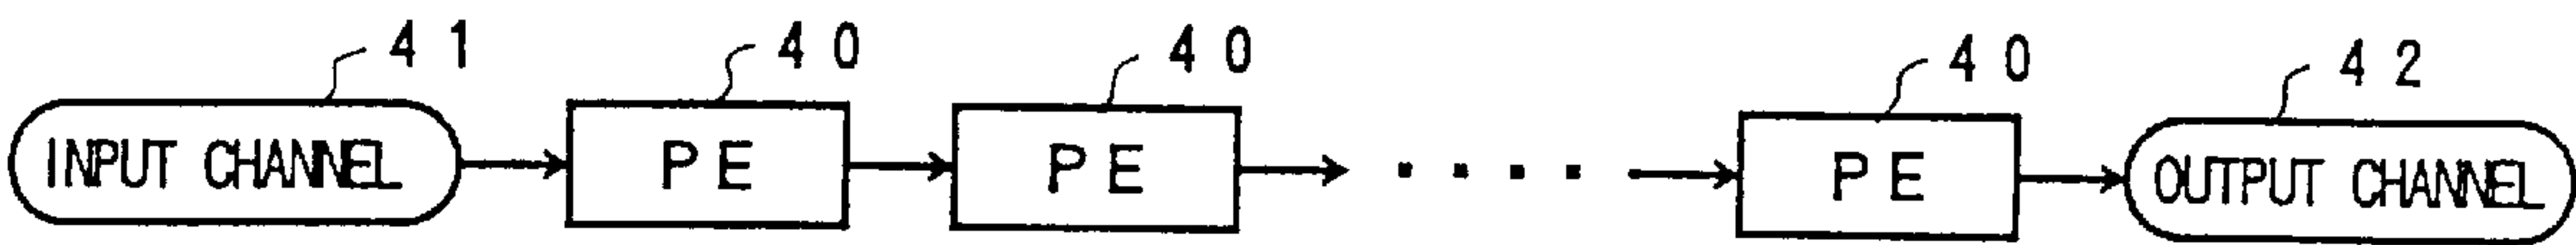 41 40 40 40 42
INPUT CHANNEL PE PE PE OUTPUT CHANNEL